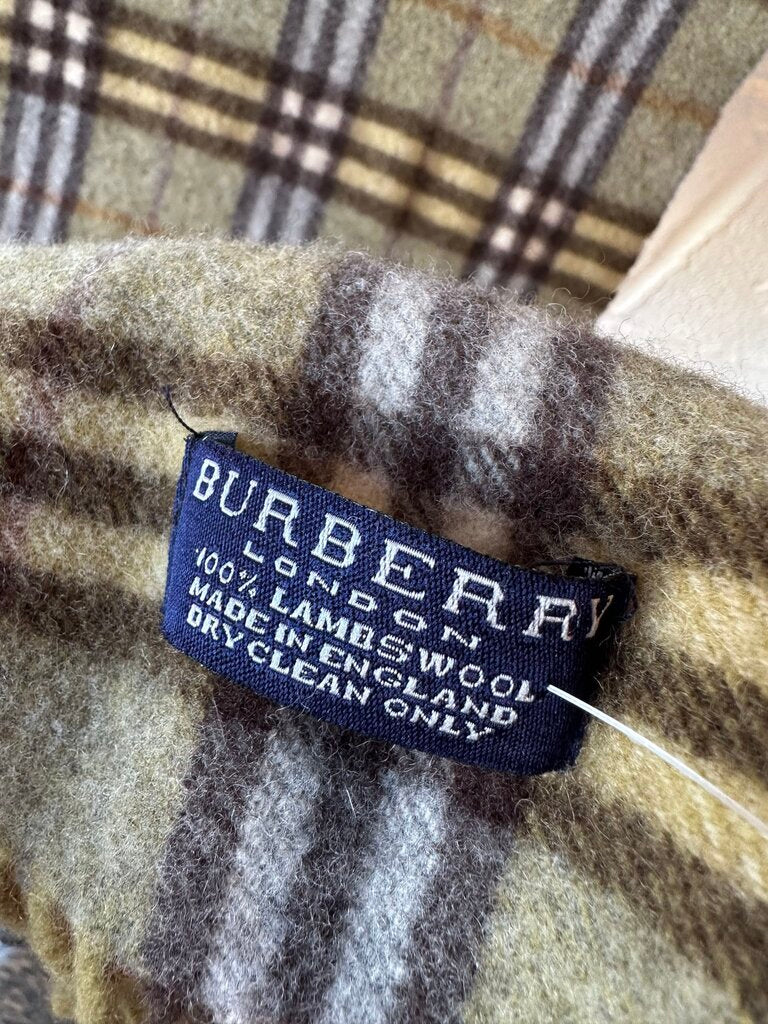 BURBERRY
LONDON
100% LAMBSWOOL
MADE IN ENGLAND
DRY CLEAN ONLY